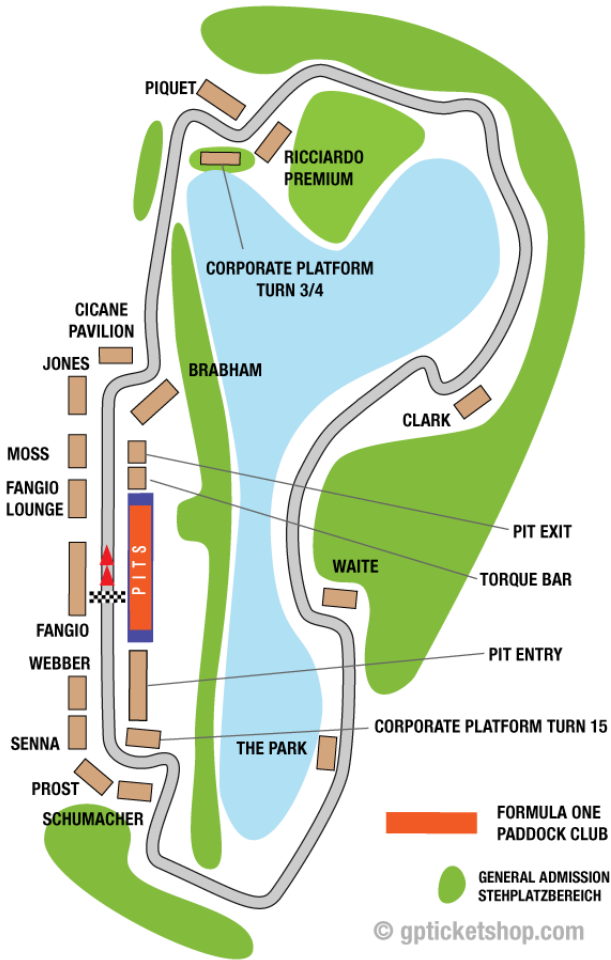 PIQUET
RICCIARDO
PREMIUM
CORPORATE PLATFORM
TURN 3/4
CICANE
PAVILION
JONES
BRABHAM
CLARK
MOSS
FANGIO
LOUNGE
PIT EXIT
PITS
WAITE
TORQUE BAR
FANGIO
WEBBER
PIT ENTRY
CORPORATE PLATFORM TURN 15
SENNA
THE PARK
PROST
SCHUMACHER
FORMULA ONE
PADDOCK CLUB
GENERAL ADMISSION
STEHPLATZBEREICH
© gpticketshop.com